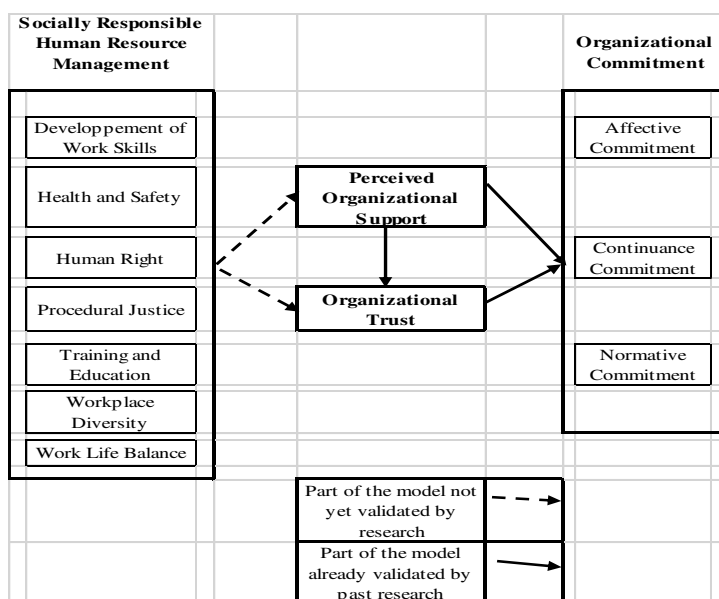 Socially Responsible
Human Resource
Management
Organizational
Commitment
Developpement of
Work Skills
Health and Safety
Human Right
Procedural Justice
Training and
Education
Workplace
Diversity
Work Life Balance
Perceived
Organizational
Support
Organizational
Trust
Affective
Commitment
Continuance
Commitment
Normative
Commitment
Part of the model not
yet validated by
research
Part of the model
already validated by
past research